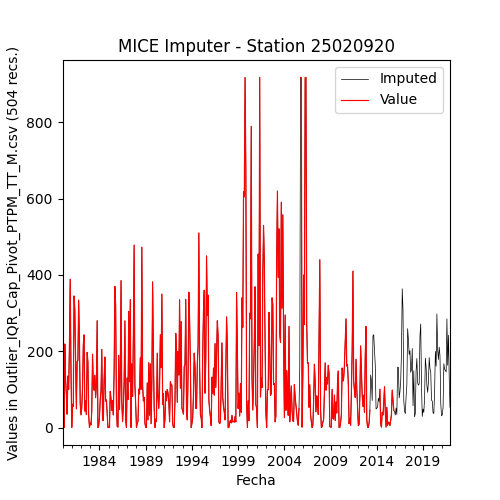 MICE Imputer - Station 25020920
Imputed
Value
Values in Outlier_IQR_Cap_Pivot_PTPM_TT_M.csv (504 recs.)
800
600
400
200
0
1984 1989 1994 1999 2004 2009 2014 2019
Fecha